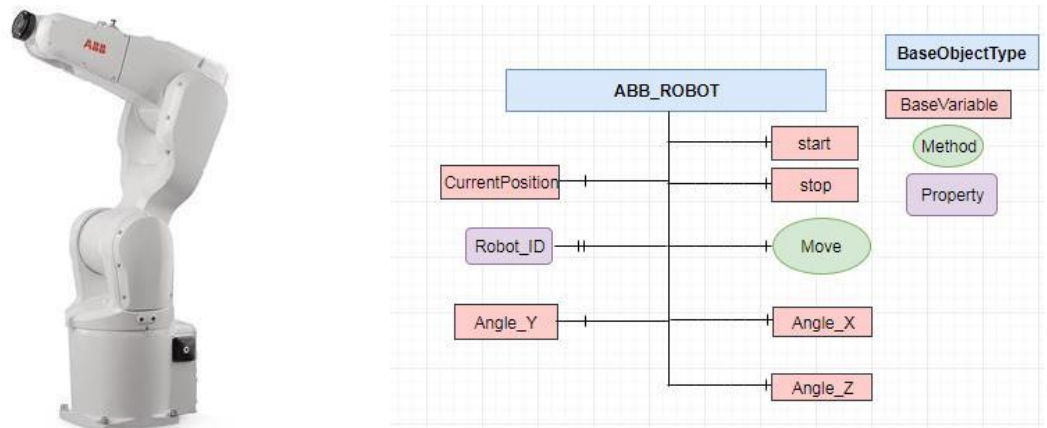 ABB
ABB_ROBOT
BaseObjectType
BaseVariable
start
Method
CurrentPosition
stop
Property
Robot_ID
Move
Angle_Y
Angle_X
Angle_Z